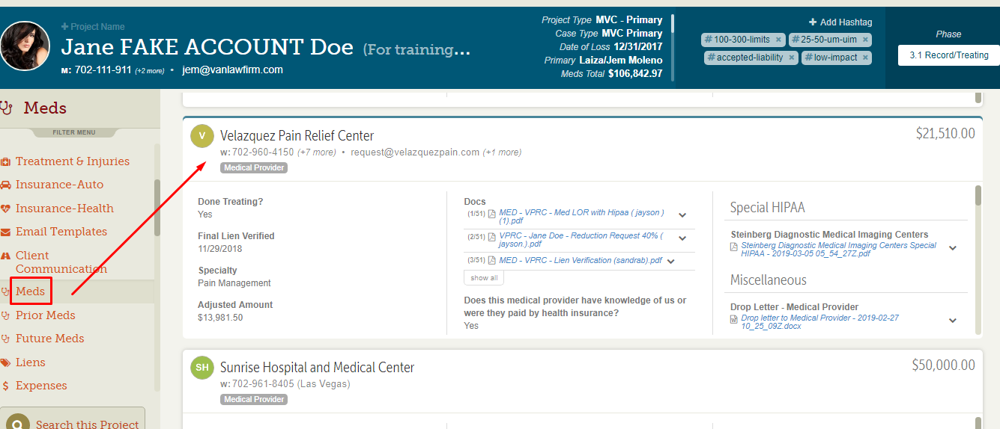 Project Name
Jane FAKE ACCOUNT Doe (For training...
M: 702-111-911 (+2 more) • jem@vanlawfirm.com
Project Type MVC - Primary
Case Type MVC Primary
Date of Loss 12/31/2017
Primary Laiza/Jem Moleno
Meds Total $106,842.97
Add Hashtag
#100-300-limits × #25-50-um-uim ×
#accepted-liability × #low-impact ×
Phase
3.1 Record/Treating
Meds
FILTER MENU
Treatment & Injuries
Insurance-Auto
Insurance-Health
Email Templates
Client
Communication
Meds
Prior Meds
Future Meds
Liens
$ Expenses
Search this Project
V
Velazquez Pain Relief Center
$21,510.00
w: 702-960-4150 (+7 more) • request@velazquezpain.com (+1 more)
Medical Provider
Done Treating?
Yes
Final Lien Verified
11/29/2018
Specialty
Pain Management
Adjusted Amount
$13,981.50
Docs
(1/51) MED - VPRC - Med LOR with Hipaa ( jayson )
(1).pdf
(2/51) VPRC - Jane Doe - Reduction Request 40% (
jayson.).pdf
(3/51) MED - VPRC - Lien Verification (sandrab).pdf
show all
Does this medical provider have knowledge of us or
were they paid by health insurance?
Yes
Special HIPAA
Steinberg Diagnostic Medical Imaging Centers
Steinberg Diagnostic Medical Imaging Centers Special
HIPAA - 2019-03-05 05_54_27Z.pdf
Miscellaneous
Drop Letter - Medical Provider
Drop letter to Medical Provider - 2019-02-27
10_25_09Z.docx
SH
Sunrise Hospital and Medical Center
$50,000.00
w: 702-961-8405 (Las Vegas)
Medical Provider